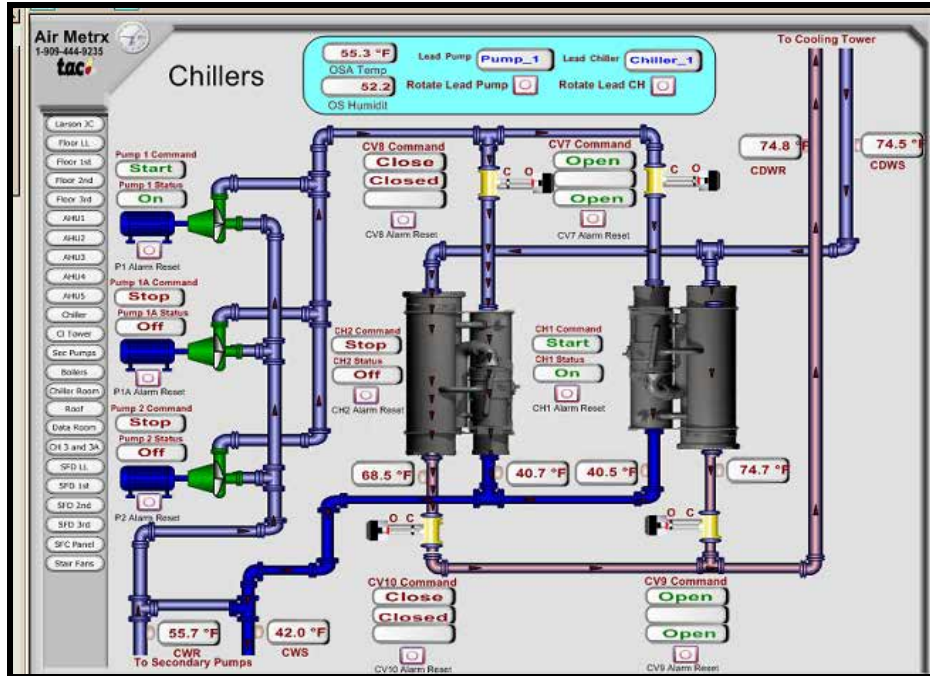 Air Metrx
1-909-444-9235
tac
Chillers
55.3 °F
OSA Temp
52.2
OS Humidit
Lead Pump
Pump_1
Lead Chiller
Chiller_1
Rotate Lead Pump
Rotate Lead CH
To Cooling Tower
74.8 °F
CDWR
74.5 °F
CDWS
Larson JC
Floor LL
Floor 1st
Floor 2nd
Floor 3rd
AHU1
AHU2
AHU3
AHU4
AHU5
Chiller
Cl Tower
Sec Pumps
Boilers
Chiller Room
Roof
Data Room
CH 3 and 3A
SFD LL
SFD 1st
SFD 2nd
SFD 3rd
SFC Panel
Stair Fans
Pump 1 Command
Start
Pump 1 Status
On
P1 Alarm Reset
Pump 1A Command
Stop
Pump 1A Status
Off
P1A Alarm Reset
Pump 2 Command
Stop
Pump 2 Status
Off
P2 Alarm Reset
CV8 Command
Close
Closed
CV8 Alarm Reset
CV7 Command
Open
Open
CV7 Alarm Reset
C O
C O
CH2 Command
Stop
CH2 Status
Off
CH2 Alarm Reset
CH1 Command
Start
CH1 Status
On
CH1 Alarm Reset
68.5 °F
40.7 °F
40.5 °F
74.7 °F
O C
O C
CV10 Command
Close
Closed
CV10 Alarm Reset
CV9 Command
Open
Open
CV9 Alarm Reset
55.7 °F
CWR
42.0 °F
CWS
To Secondary Pumps